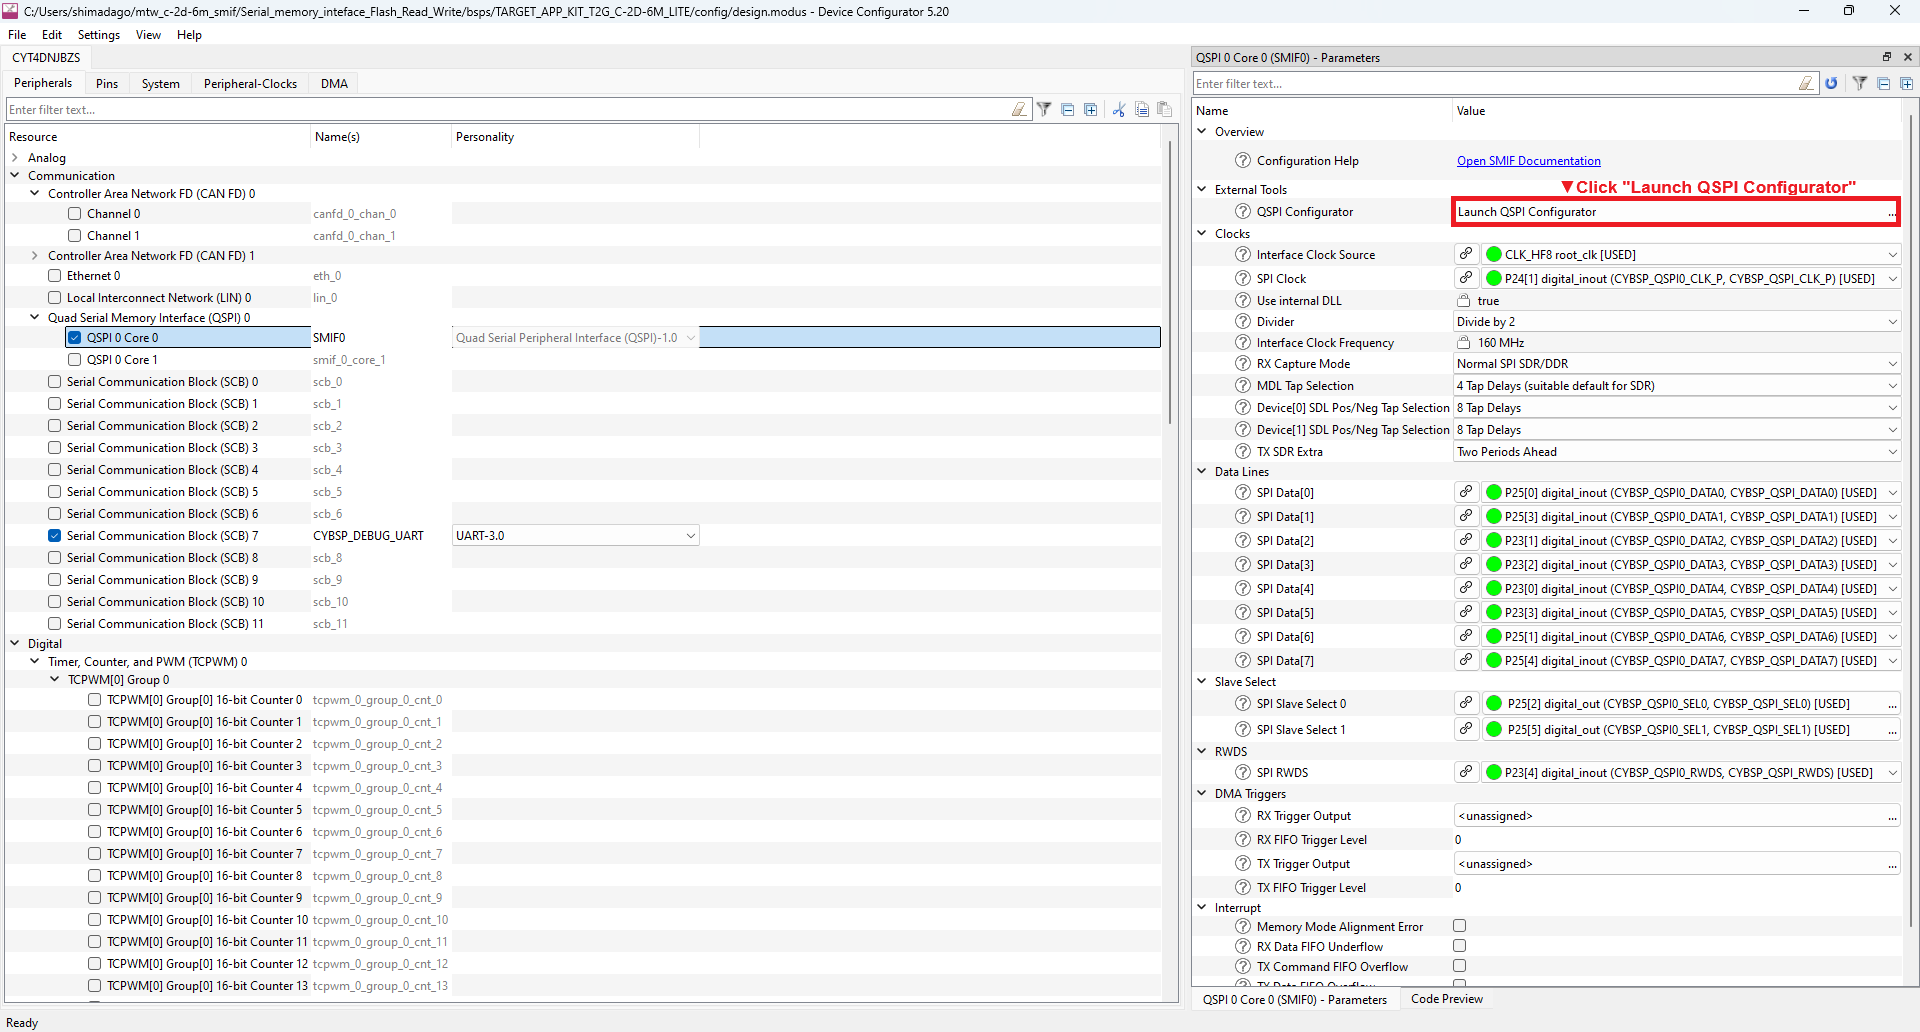 C:/Users/shimadago/mtw_c-2d-6m_smif/Serial_memory_inteface_Flash_Read_Write/bsps/TARGET_APP_KIT_T2G_C-2D-6M_LITE/config/design.modus - Device Configurator 5.20
File Edit Settings View Help
CYT4DNJBZS
Peripherals Pins System Peripheral-Clocks DMA
Enter filter text...
Resource Name(s) Personality
Analog
Communication
Controller Area Network FD (CAN FD) 0
Channel 0 canfd_0_chan_0
Channel 1 canfd_0_chan_1
Controller Area Network FD (CAN FD) 1
Ethernet 0 eth_0
Local Interconnect Network (LIN) 0 lin_0
Quad Serial Memory Interface (QSPI) 0
QSPI 0 Core 0 SMIF0 Quad Serial Peripheral Interface (QSPI)-1.0
QSPI 0 Core 1 smif_0_core_1
Serial Communication Block (SCB) 0 scb_0
Serial Communication Block (SCB) 1 scb_1
Serial Communication Block (SCB) 2 scb_2
Serial Communication Block (SCB) 3 scb_3
Serial Communication Block (SCB) 4 scb_4
Serial Communication Block (SCB) 5 scb_5
Serial Communication Block (SCB) 6 scb_6
Serial Communication Block (SCB) 7 CYBSP_DEBUG_UART UART-3.0
Serial Communication Block (SCB) 8 scb_8
Serial Communication Block (SCB) 9 scb_9
Serial Communication Block (SCB) 10 scb_10
Serial Communication Block (SCB) 11 scb_11
Digital
Timer, Counter, and PWM (TCPWM) 0
TCPWM[0] Group 0
TCPWM[0] Group[0] 16-bit Counter 0 tcpwm_0_group_0_cnt_0
TCPWM[0] Group[0] 16-bit Counter 1 tcpwm_0_group_0_cnt_1
TCPWM[0] Group[0] 16-bit Counter 2 tcpwm_0_group_0_cnt_2
TCPWM[0] Group[0] 16-bit Counter 3 tcpwm_0_group_0_cnt_3
TCPWM[0] Group[0] 16-bit Counter 4 tcpwm_0_group_0_cnt_4
TCPWM[0] Group[0] 16-bit Counter 5 tcpwm_0_group_0_cnt_5
TCPWM[0] Group[0] 16-bit Counter 6 tcpwm_0_group_0_cnt_6
TCPWM[0] Group[0] 16-bit Counter 7 tcpwm_0_group_0_cnt_7
TCPWM[0] Group[0] 16-bit Counter 8 tcpwm_0_group_0_cnt_8
TCPWM[0] Group[0] 16-bit Counter 9 tcpwm_0_group_0_cnt_9
TCPWM[0] Group[0] 16-bit Counter 10 tcpwm_0_group_0_cnt_10
TCPWM[0] Group[0] 16-bit Counter 11 tcpwm_0_group_0_cnt_11
TCPWM[0] Group[0] 16-bit Counter 12 tcpwm_0_group_0_cnt_12
TCPWM[0] Group[0] 16-bit Counter 13 tcpwm_0_group_0_cnt_13
QSPI 0 Core 0 (SMIF0) - Parameters
Enter filter text...
Name Value
Overview
Configuration Help Open SMIF Documentation
External Tools ▼Click "Launch QSPI Configurator"
QSPI Configurator Launch QSPI Configurator ...
Clocks
Interface Clock Source CLK_HF8 root_clk [USED]
SPI Clock P24[1] digital_inout (CYBSP_QSPI0_CLK_P, CYBSP_QSPI_CLK_P) [USED]
Use internal DLL true
Divider Divide by 2
Interface Clock Frequency 160 MHz
RX Capture Mode Normal SPI SDR/DDR
MDL Tap Selection 4 Tap Delays (suitable default for SDR)
Device[0] SDL Pos/Neg Tap Selection 8 Tap Delays
Device[1] SDL Pos/Neg Tap Selection 8 Tap Delays
TX SDR Extra Two Periods Ahead
Data Lines
SPI Data[0] P25[0] digital_inout (CYBSP_QSPI0_DATA0, CYBSP_QSPI_DATA0) [USED]
SPI Data[1] P25[3] digital_inout (CYBSP_QSPI0_DATA1, CYBSP_QSPI_DATA1) [USED]
SPI Data[2] P23[1] digital_inout (CYBSP_QSPI0_DATA2, CYBSP_QSPI_DATA2) [USED]
SPI Data[3] P23[2] digital_inout (CYBSP_QSPI0_DATA3, CYBSP_QSPI_DATA3) [USED]
SPI Data[4] P23[0] digital_inout (CYBSP_QSPI0_DATA4, CYBSP_QSPI_DATA4) [USED]
SPI Data[5] P23[3] digital_inout (CYBSP_QSPI0_DATA5, CYBSP_QSPI_DATA5) [USED]
SPI Data[6] P25[1] digital_inout (CYBSP_QSPI0_DATA6, CYBSP_QSPI_DATA6) [USED]
SPI Data[7] P25[4] digital_inout (CYBSP_QSPI0_DATA7, CYBSP_QSPI_DATA7) [USED]
Slave Select
SPI Slave Select 0 P25[2] digital_out (CYBSP_QSPI0_SEL0, CYBSP_QSPI_SEL0) [USED] ...
SPI Slave Select 1 P25[5] digital_out (CYBSP_QSPI0_SEL1, CYBSP_QSPI_SEL1) [USED] ...
RWDS
SPI RWDS P23[4] digital_inout (CYBSP_QSPI0_RWDS, CYBSP_QSPI_RWDS) [USED]
DMA Triggers
RX Trigger Output <unassigned> ...
RX FIFO Trigger Level 0
TX Trigger Output <unassigned> ...
TX FIFO Trigger Level 0
Interrupt
Memory Mode Alignment Error
RX Data FIFO Underflow
TX Command FIFO Overflow
TX Data FIFO Overflow
QSPI 0 Core 0 (SMIF0) - Parameters Code Preview
Ready